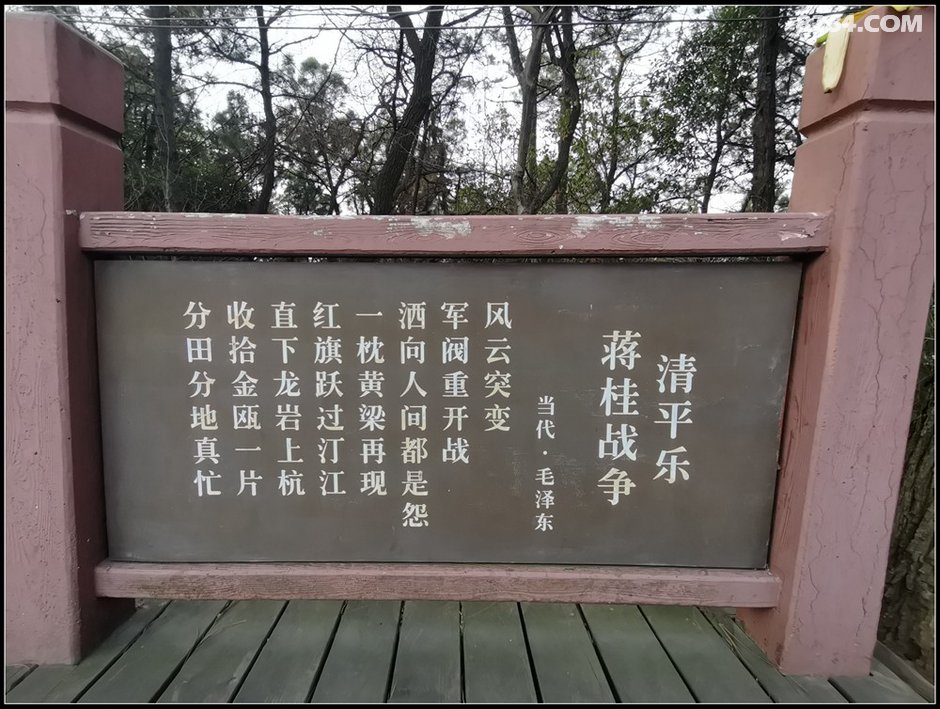 清平乐
蒋桂战争
当代·毛泽东
风云突变
军阀重开战
洒向人间都是怨
一枕黄粱再现
红旗跃过汀江
直下龙岩上杭
收拾金瓯一片
分田分地真忙
8264.COM